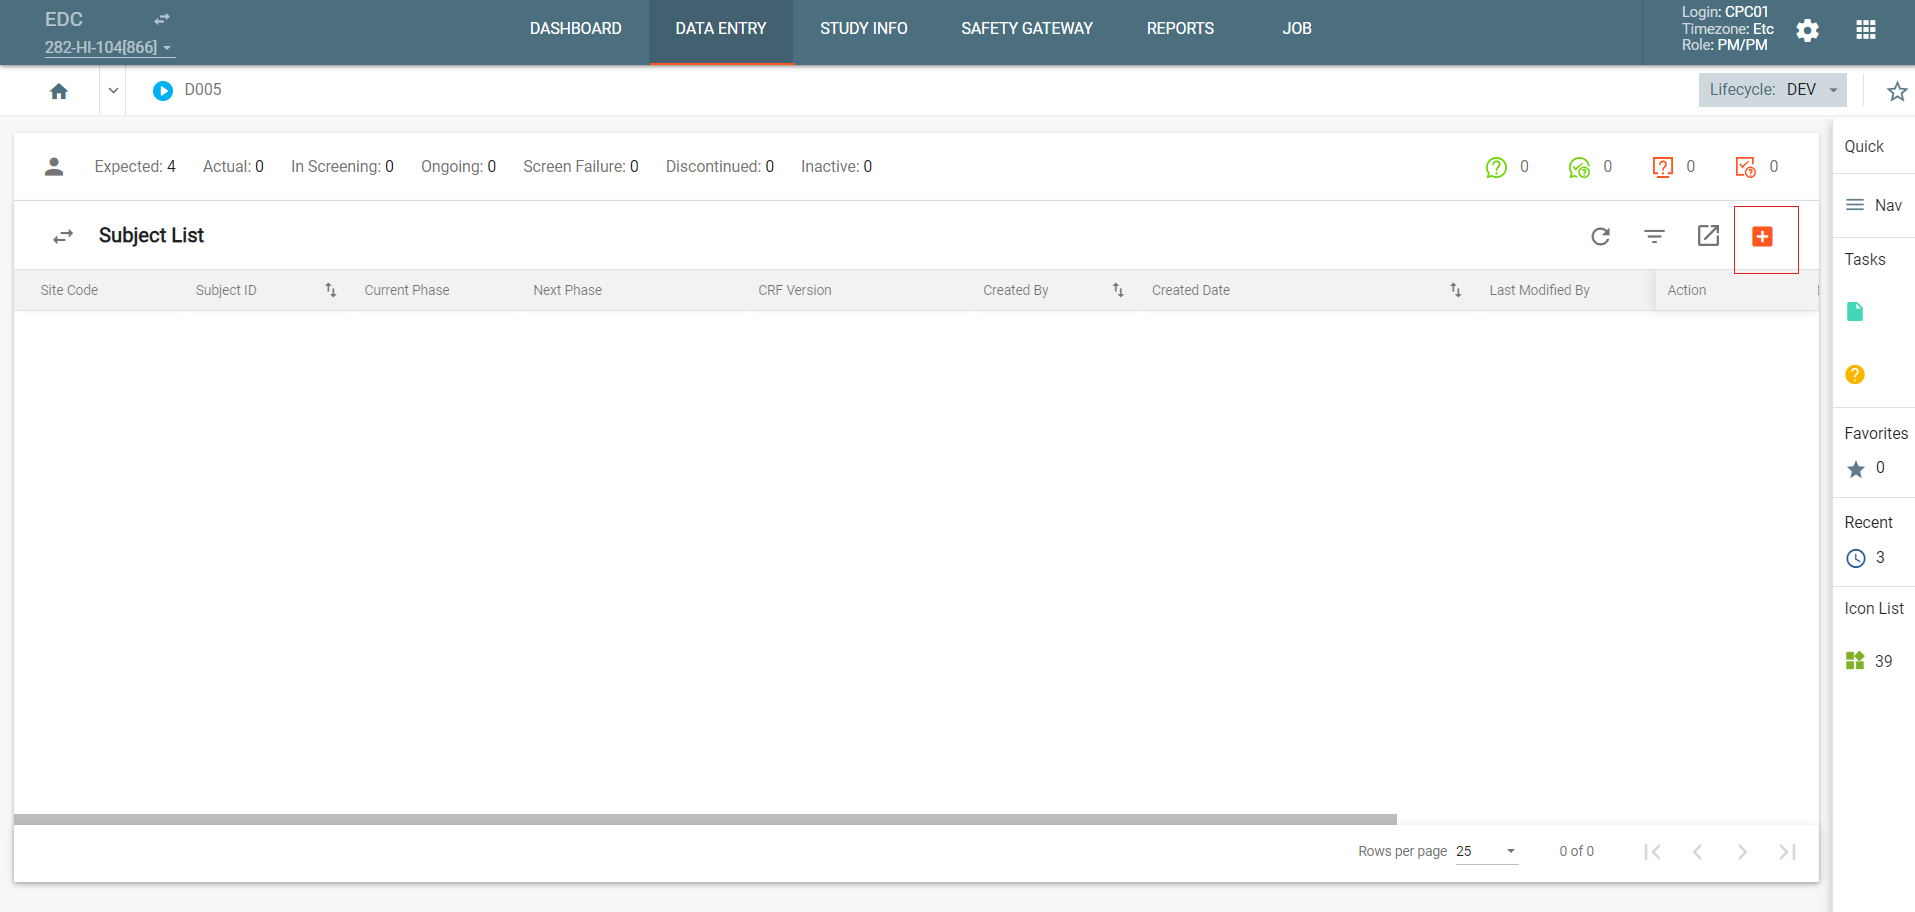 EDC
282-HI-104[866]
DASHBOARD
DATA ENTRY
STUDY INFO
SAFETY GATEWAY
REPORTS
JOB
Login: CPC01
Timezone: Etc
Role: PM/PM
D005
Lifecycle: DEV
Expected: 4
Actual: 0
In Screening: 0
Ongoing: 0
Screen Failure: 0
Discontinued: 0
Inactive: 0
0
0
0
0
Subject List
Site Code
Subject ID
Current Phase
Next Phase
CRF Version
Created By
Created Date
Last Modified By
Action
Rows per page 25
0 of 0
Quick
Nav
Tasks
Favorites
0
Recent
3
Icon List
39